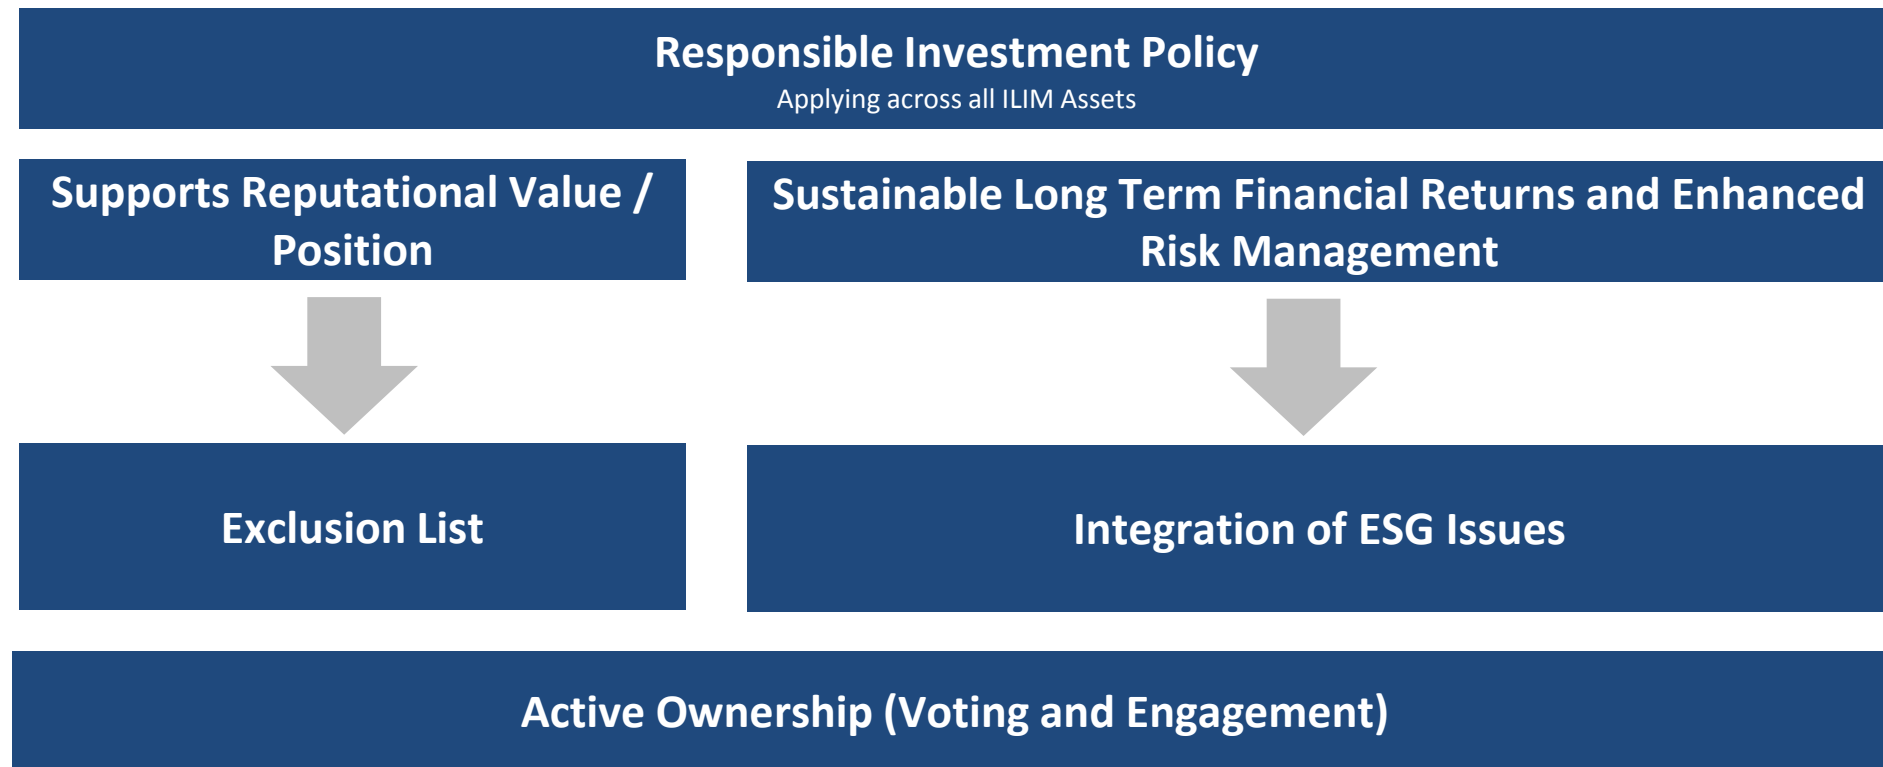 Responsible Investment Policy
Applying across all ILIM Assets
Supports Reputational Value /
Position
Sustainable Long Term Financial Returns and Enhanced
Risk Management
Exclusion List
Integration of ESG Issues
Active Ownership (Voting and Engagement)